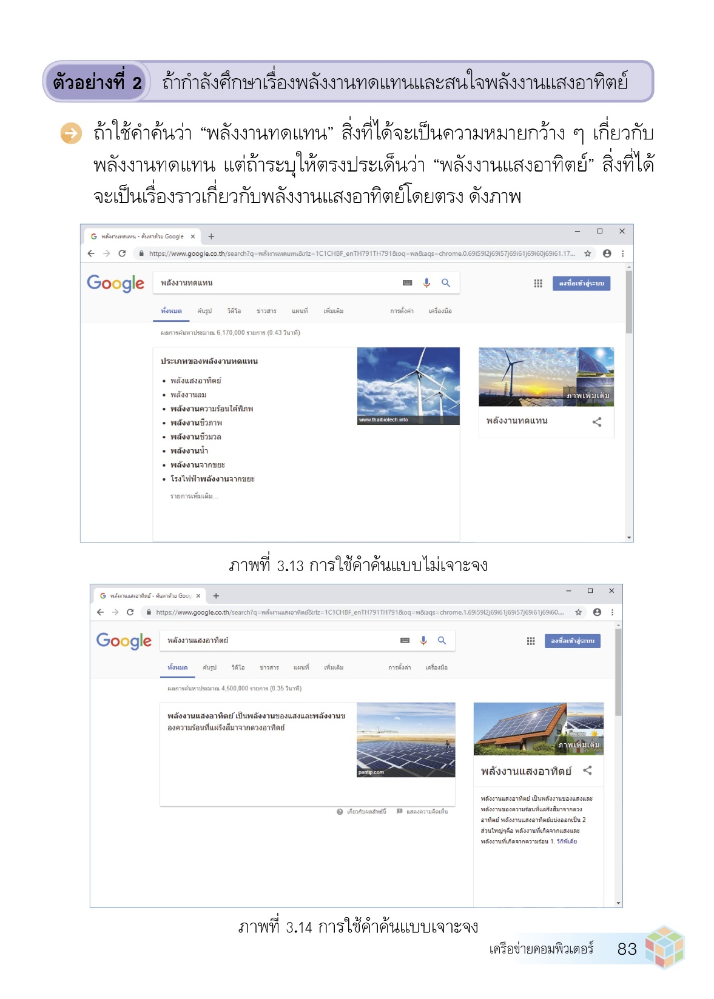 ตัวอย่างที่ 2 ถ้ากำลังศึกษาเรื่องพลังงานทดแทนและสนใจพลังงานแสงอาทิตย์
ถ้าใช้คำค้นว่า “พลังงานทดแทน” สิ่งที่ได้จะเป็นความหมายกว้าง ๆ เกี่ยวกับ
พลังงานทดแทน แต่ถ้าระบุให้ตรงประเด็นว่า “พลังงานแสงอาทิตย์” สิ่งที่ได้
จะเป็นเรื่องราวเกี่ยวกับพลังงานแสงอาทิตย์โดยตรง ดังภาพ
พลังงานทดแทน - ค้นหาด้วย Google
https://www.google.co.th/search?q=พลังงานทดแทน&rlz=1C1CHBF_enTH791TH791&oq=พล&aqs=chrome.0.69i59l2j69i57j69i61j69i60j69i61.17...
Google พลังงานทดแทน ลงชื่อเข้าสู่ระบบ
ทั้งหมด ค้นรูป วิดีโอ ข่าวสาร แผนที่ เพิ่มเติม การตั้งค่า เครื่องมือ
ผลการค้นหาประมาณ 6,170,000 รายการ (0.43 วินาที)
ประเภทของพลังงานทดแทน
• พลังแสงอาทิตย์
• พลังงานลม
• พลังงานความร้อนใต้พิภพ
• พลังงานชีวภาพ
• พลังงานชีวมวล
• พลังงานน้ำ
• พลังงานจากขยะ
• โรงไฟฟ้าพลังงานจากขยะ
รายการเพิ่มเติม...
www.thaibiotech.info
ภาพเพิ่มเติม
พลังงานทดแทน
ภาพที่ 3.13 การใช้คำค้นแบบไม่เจาะจง
พลังงานแสงอาทิตย์ - ค้นหาด้วย Goog
https://www.google.co.th/search?q=พลังงานแสงอาทิตย์&rlz=1C1CHBF_enTH791TH791&oq=พ&aqs=chrome.1.69i59l2j69i61j69i57j69i61j69i60....
Google พลังงานแสงอาทิตย์ ลงชื่อเข้าสู่ระบบ
ทั้งหมด ค้นรูป วิดีโอ ข่าวสาร แผนที่ เพิ่มเติม การตั้งค่า เครื่องมือ
ผลการค้นหาประมาณ 4,500,000 รายการ (0.35 วินาที)
พลังงานแสงอาทิตย์ เป็นพลังงานของแสงและพลังงานข
องความร้อนที่แผ่รังสีมาจากดวงอาทิตย์
pantip.com
เกี่ยวกับผลลัพธ์นี้ แสดงความคิดเห็น
ภาพเพิ่มเติม
พลังงานแสงอาทิตย์
พลังงานแสงอาทิตย์ เป็นพลังงานของแสงและ
พลังงานของความร้อนที่แผ่รังสีมาจากดวง
อาทิตย์ พลังงานแสงอาทิตย์แบ่งออกเป็น 2
ส่วนใหญ่ๆคือ พลังงานที่เกิดจากแสงและ
พลังงานที่เกิดจากความร้อน 1. วิกิพีเดีย
ภาพที่ 3.14 การใช้คำค้นแบบเจาะจง
เครือข่ายคอมพิวเตอร์ 83